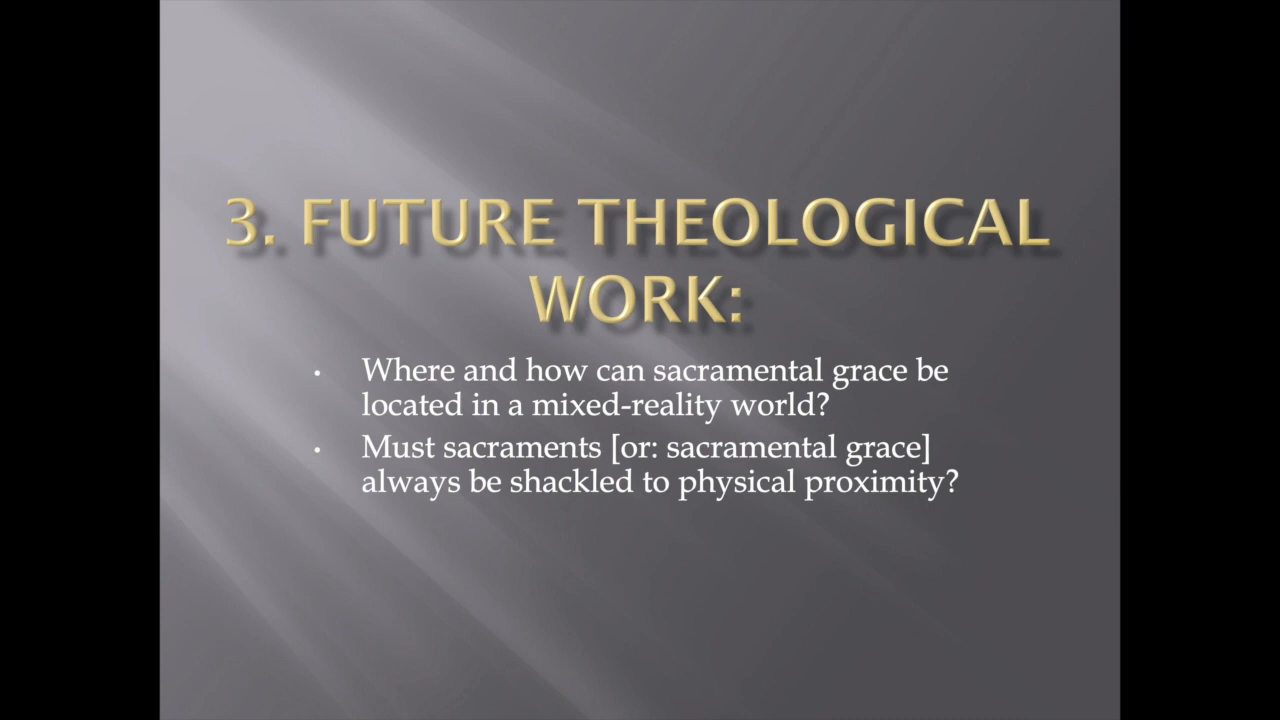 3. FUTURE THEOLOGICAL
WORK:
• Where and how can sacramental grace be
located in a mixed-reality world?
• Must sacraments [or: sacramental grace]
always be shackled to physical proximity?